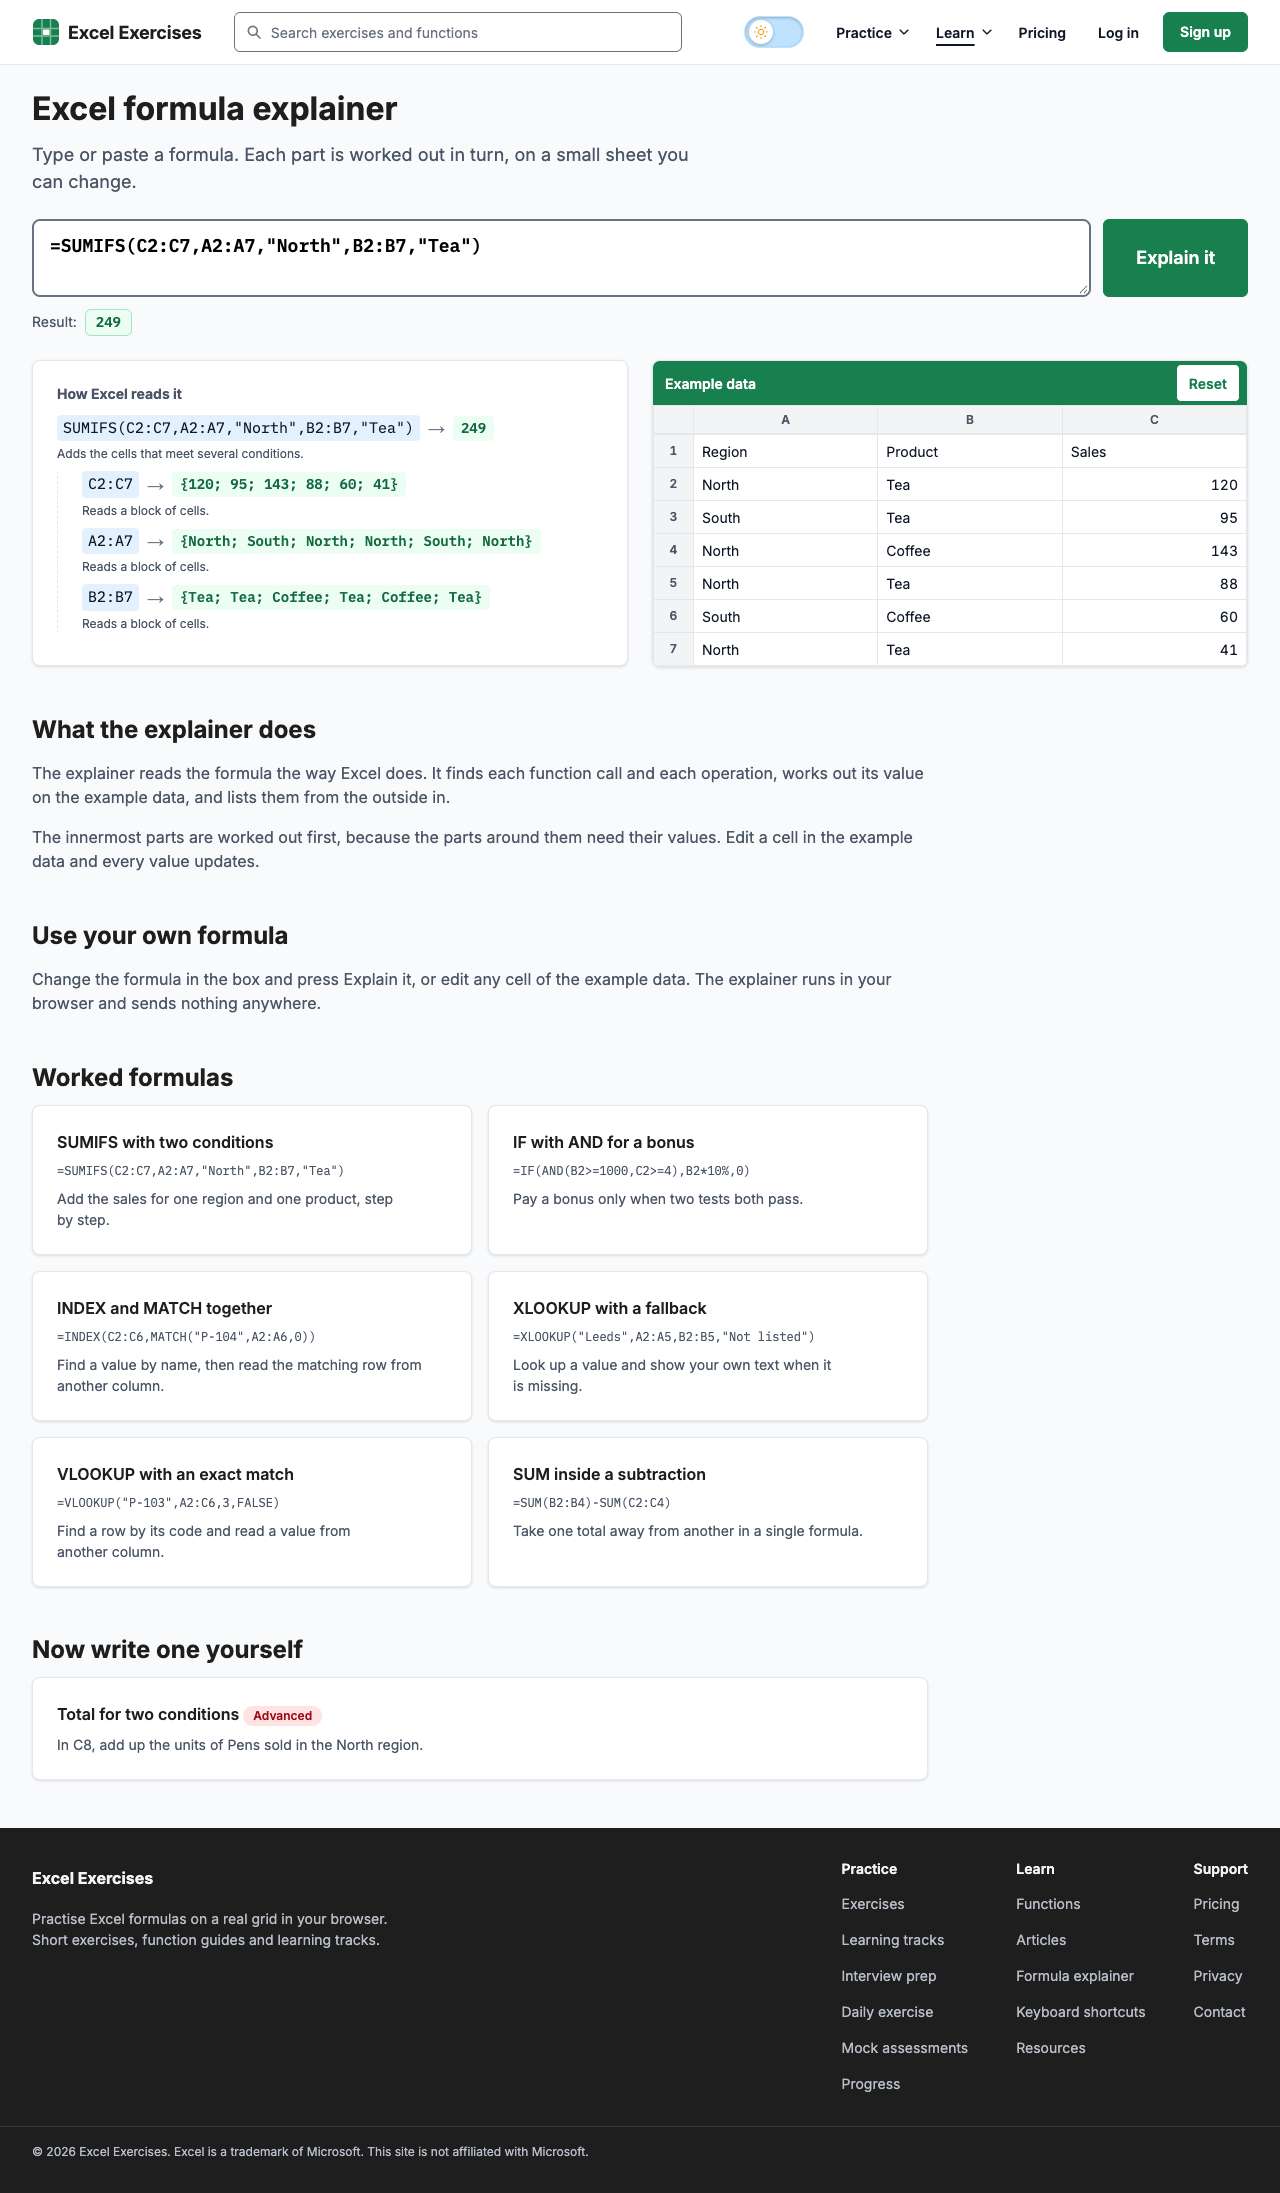 Excel Exercises
Search exercises and functions
Practice
Learn
Pricing
Log in
Sign up
Excel formula explainer
Type or paste a formula. Each part is worked out in turn, on a small sheet you
can change.
=SUMIFS(C2:C7,A2:A7,"North",B2:B7,"Tea")
Explain it
Result: 249
How Excel reads it
SUMIFS(C2:C7,A2:A7,"North",B2:B7,"Tea") → 249
Adds the cells that meet several conditions.
C2:C7 → {120; 95; 143; 88; 60; 41}
Reads a block of cells.
A2:A7 → {North; South; North; North; South; North}
Reads a block of cells.
B2:B7 → {Tea; Tea; Coffee; Tea; Coffee; Tea}
Reads a block of cells.
Example data
Reset
A B C
1 Region Product Sales
2 North Tea 120
3 South Tea 95
4 North Coffee 143
5 North Tea 88
6 South Coffee 60
7 North Tea 41
What the explainer does
The explainer reads the formula the way Excel does. It finds each function call and each operation, works out its value
on the example data, and lists them from the outside in.
The innermost parts are worked out first, because the parts around them need their values. Edit a cell in the example
data and every value updates.
Use your own formula
Change the formula in the box and press Explain it, or edit any cell of the example data. The explainer runs in your
browser and sends nothing anywhere.
Worked formulas
SUMIFS with two conditions
=SUMIFS(C2:C7,A2:A7,"North",B2:B7,"Tea")
Add the sales for one region and one product, step
by step.
IF with AND for a bonus
=IF(AND(B2>=1000,C2>=4),B2*10%,0)
Pay a bonus only when two tests both pass.
INDEX and MATCH together
=INDEX(C2:C6,MATCH("P-104",A2:A6,0))
Find a value by name, then read the matching row from
another column.
XLOOKUP with a fallback
=XLOOKUP("Leeds",A2:A5,B2:B5,"Not listed")
Look up a value and show your own text when it
is missing.
VLOOKUP with an exact match
=VLOOKUP("P-103",A2:C6,3,FALSE)
Find a row by its code and read a value from
another column.
SUM inside a subtraction
=SUM(B2:B4)-SUM(C2:C4)
Take one total away from another in a single formula.
Now write one yourself
Total for two conditions Advanced
In C8, add up the units of Pens sold in the North region.
Excel Exercises
Practise Excel formulas on a real grid in your browser.
Short exercises, function guides and learning tracks.
Practice
Exercises
Learning tracks
Interview prep
Daily exercise
Mock assessments
Progress
Learn
Functions
Articles
Formula explainer
Keyboard shortcuts
Resources
Support
Pricing
Terms
Privacy
Contact
© 2026 Excel Exercises. Excel is a trademark of Microsoft. This site is not affiliated with Microsoft.